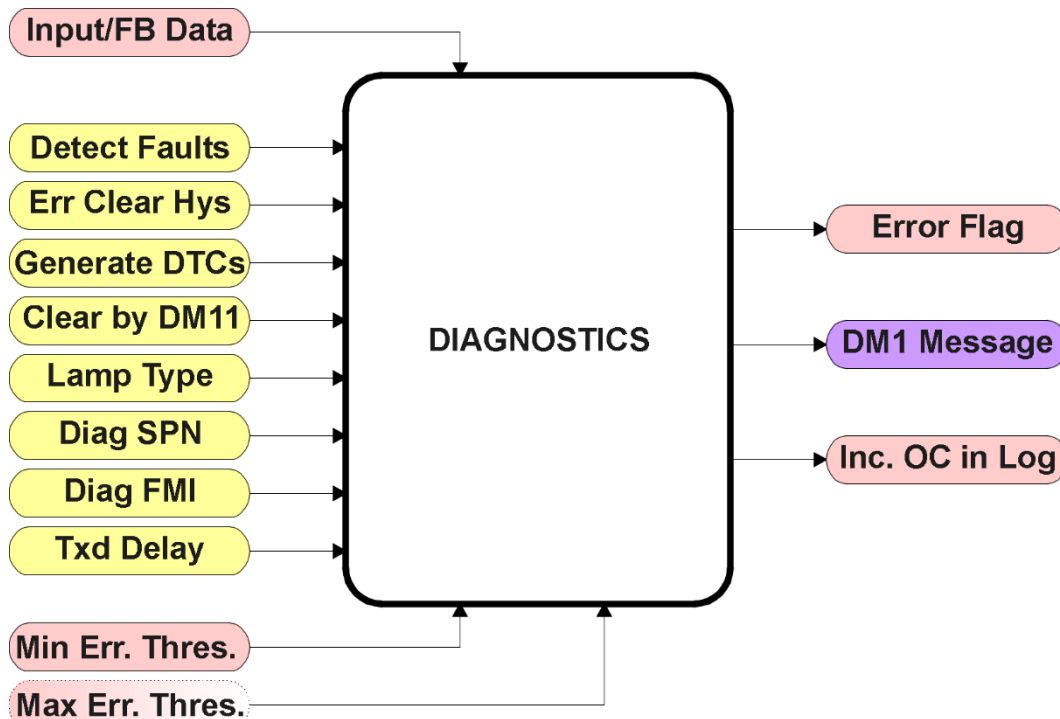 Input/FB Data
Detect Faults
Err Clear Hys
Generate DTCs
Clear by DM11
Lamp Type
Diag SPN
Diag FMI
Txd Delay
Min Err. Thres.
Max Err. Thres.
DIAGNOSTICS
Error Flag
DM1 Message
Inc. OC in Log